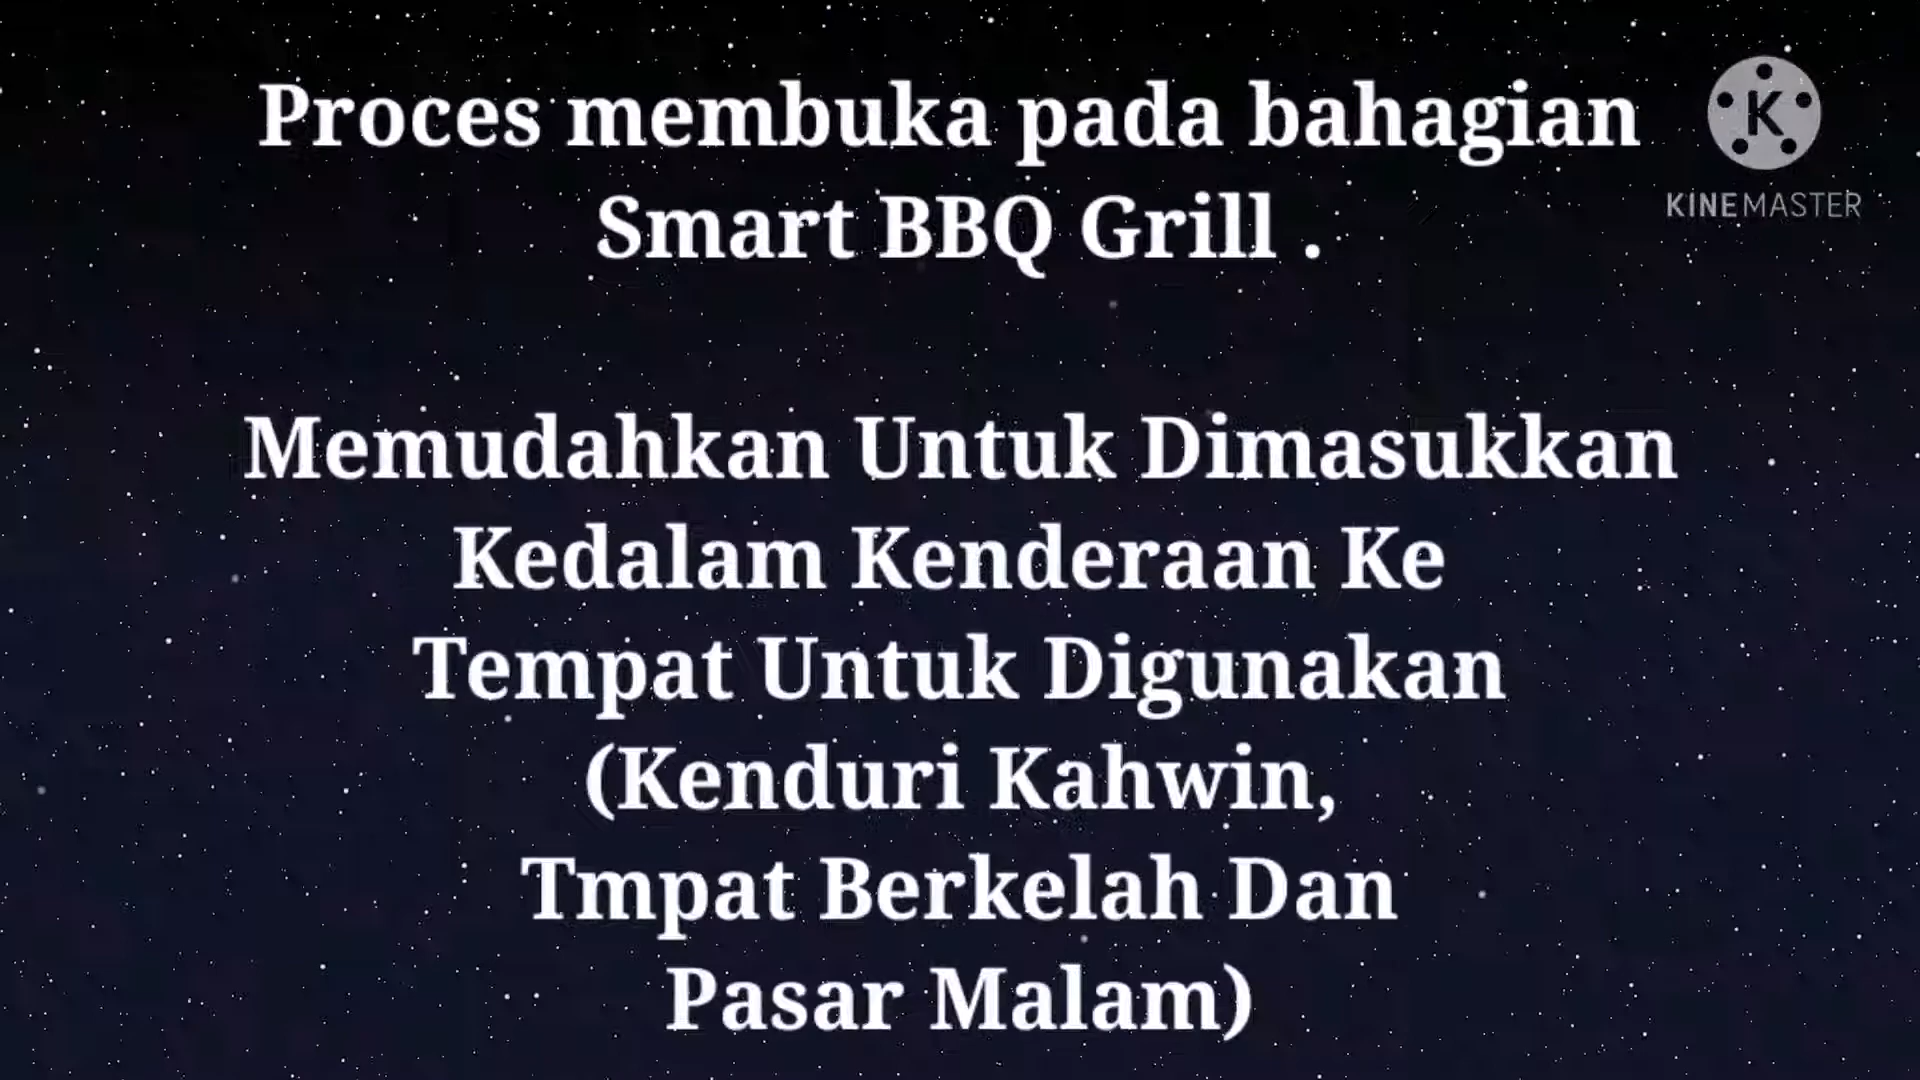 Proces membuka pada bahagian
Smart BBQ Grill .
K
KINEMASTER
Memudahkan Untuk Dimasukkan
Kedalam Kenderaan Ke
Tempat Untuk Digunakan
(Kenduri Kahwin,
Tmpat Berkelah Dan
Pasar Malam)